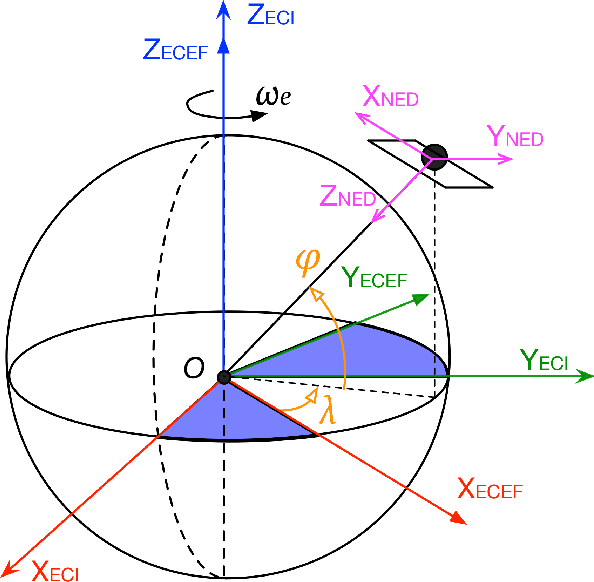 ZECI
ZECEF
ωe
XNED
YNED
ZNED
φ
YECEF
O
YECI
λ
XECEF
XECI